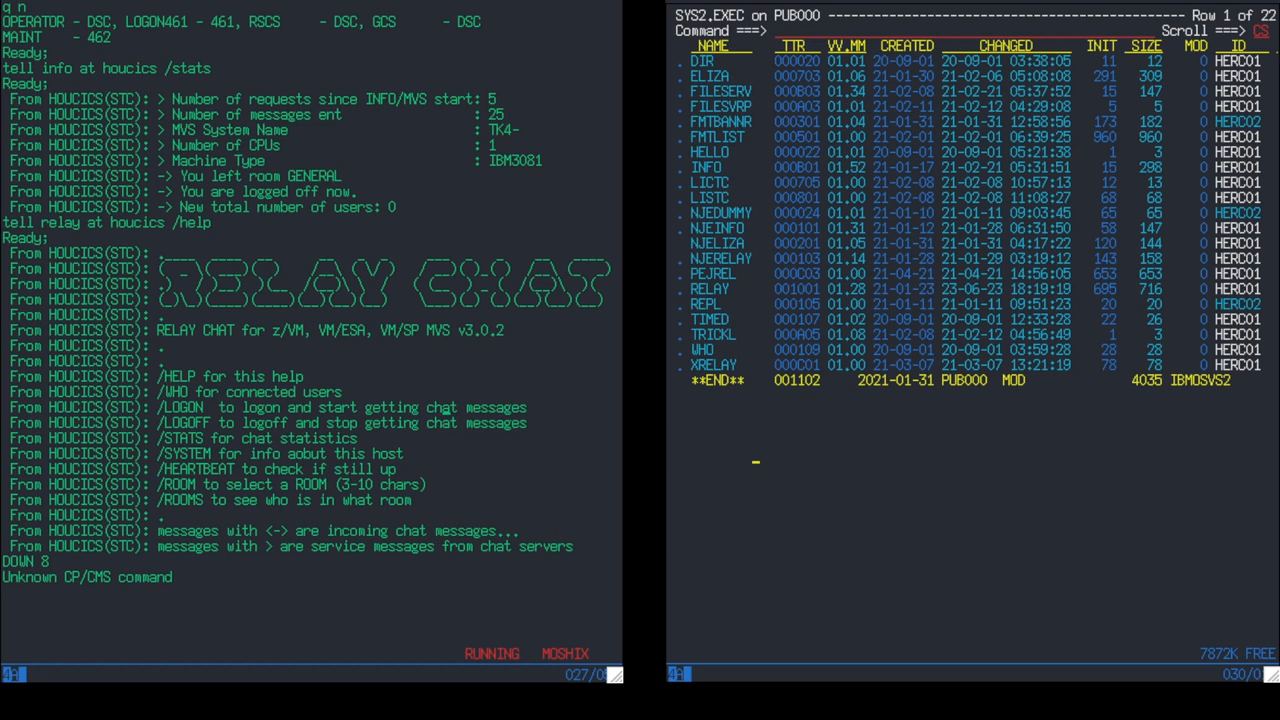 q n
OPERATOR - DSC, LOGON461 - 461, RSCS     - DSC, GCS      - DSC
MAINT    - 462
Ready;
tell info at houcics /stats
Ready;
From HOUCICS(STC): > Number of requests since INFO/MVS start: 5
From HOUCICS(STC): > Number of messages ent                 : 25
From HOUCICS(STC): > MVS System Name                        : TK4-
From HOUCICS(STC): > Number of CPUs                         : 1
From HOUCICS(STC): > Machine Type                           : IBM3081
From HOUCICS(STC): -> You left room GENERAL
From HOUCICS(STC): -> You are logged off now.
From HOUCICS(STC): -> New total number of users: 0
tell relay at houcics /help
Ready;
From HOUCICS(STC): .
From HOUCICS(STC): RELAY CHAT
From HOUCICS(STC): .
From HOUCICS(STC):
From HOUCICS(STC): .
From HOUCICS(STC): RELAY CHAT for z/VM, VM/ESA, VM/SP MVS v3.0.2
From HOUCICS(STC): .
From HOUCICS(STC): .
From HOUCICS(STC): /HELP for this help
From HOUCICS(STC): /WHO for connected users
From HOUCICS(STC): /LOGON  to logon and start getting chat messages
From HOUCICS(STC): /LOGOFF to logoff and stop getting chat messages
From HOUCICS(STC): /STATS for chat statistics
From HOUCICS(STC): /SYSTEM for info aobut this host
From HOUCICS(STC): /HEARTBEAT to check if still up
From HOUCICS(STC): /ROOM to select a ROOM (3-10 chars)
From HOUCICS(STC): /ROOMS to see who is in what room
From HOUCICS(STC): .
From HOUCICS(STC): messages with <-> are incoming chat messages...
From HOUCICS(STC): messages with > are service messages from chat servers
DOWN 8
Unknown CP/CMS command
RUNNING   MOSHIX
4A 027/0
SYS2.EXEC on PUB000 ------------------------------------------- Row 1 of 22
Command ===> Scroll ===> CS
NAME TTR VV.MM CREATED CHANGED INIT SIZE MOD ID
. DIR 000020 01.01 20-09-01 20-09-01 03:38:05 11 12 0 HERC01
. ELIZA 000703 01.06 21-01-30 21-02-06 05:08:08 291 309 0 HERC01
. FILESERV 000B03 01.34 21-02-08 21-02-21 05:37:52 15 147 0 HERC01
. FILESVRP 000A03 01.01 21-02-11 21-02-12 04:29:08 5 5 0 HERC01
. FMTBANNR 000301 01.04 21-01-31 21-01-31 12:58:56 173 182 0 HERC02
. FMTLIST 000501 01.00 21-02-01 21-02-01 06:39:25 960 960 0 HERC01
. HELLO 000022 01.01 20-09-01 20-09-01 05:21:38 1 3 0 HERC01
. INFO 000B01 01.52 21-01-17 21-02-21 05:31:51 15 298 0 HERC01
. LICTC 000705 01.01 21-02-08 21-02-08 10:57:13 12 13 0 HERC01
. LISTC 000801 01.00 21-02-08 21-02-08 11:08:27 68 68 0 HERC01
. NJEDUMMY 000024 01.01 21-01-10 21-01-11 09:03:45 65 65 0 HERC02
. NJEINFO 000101 01.31 21-01-12 21-01-28 06:31:50 58 147 0 HERC01
. NJELIZA 000201 01.05 21-01-31 21-01-31 04:17:22 120 144 0 HERC01
. NJERELAY 000103 01.14 21-01-28 21-01-29 03:19:12 143 158 0 HERC01
. PEJREL 000C03 01.00 21-04-21 21-04-21 14:56:05 653 653 0 HERC01
. RELAY 001001 01.28 21-01-23 23-06-23 18:19:19 695 716 0 HERC01
. REPL 000105 01.00 21-01-11 21-01-11 09:51:23 20 20 0 HERC02
. TIMED 000107 01.02 20-09-01 20-09-01 12:33:28 22 26 0 HERC01
. TRICKL 000A05 01.08 21-02-08 21-02-12 04:56:49 1 3 0 HERC01
. WHO 000109 01.00 20-09-01 20-09-01 03:59:28 28 28 0 HERC01
. XRELAY 000C01 01.00 21-03-07 21-03-07 13:21:19 78 78 0 HERC01
**END** 001102 2021-01-31 PUB000 MOD 4035 IBMOSVS2
7872K FREE
4A 030/0